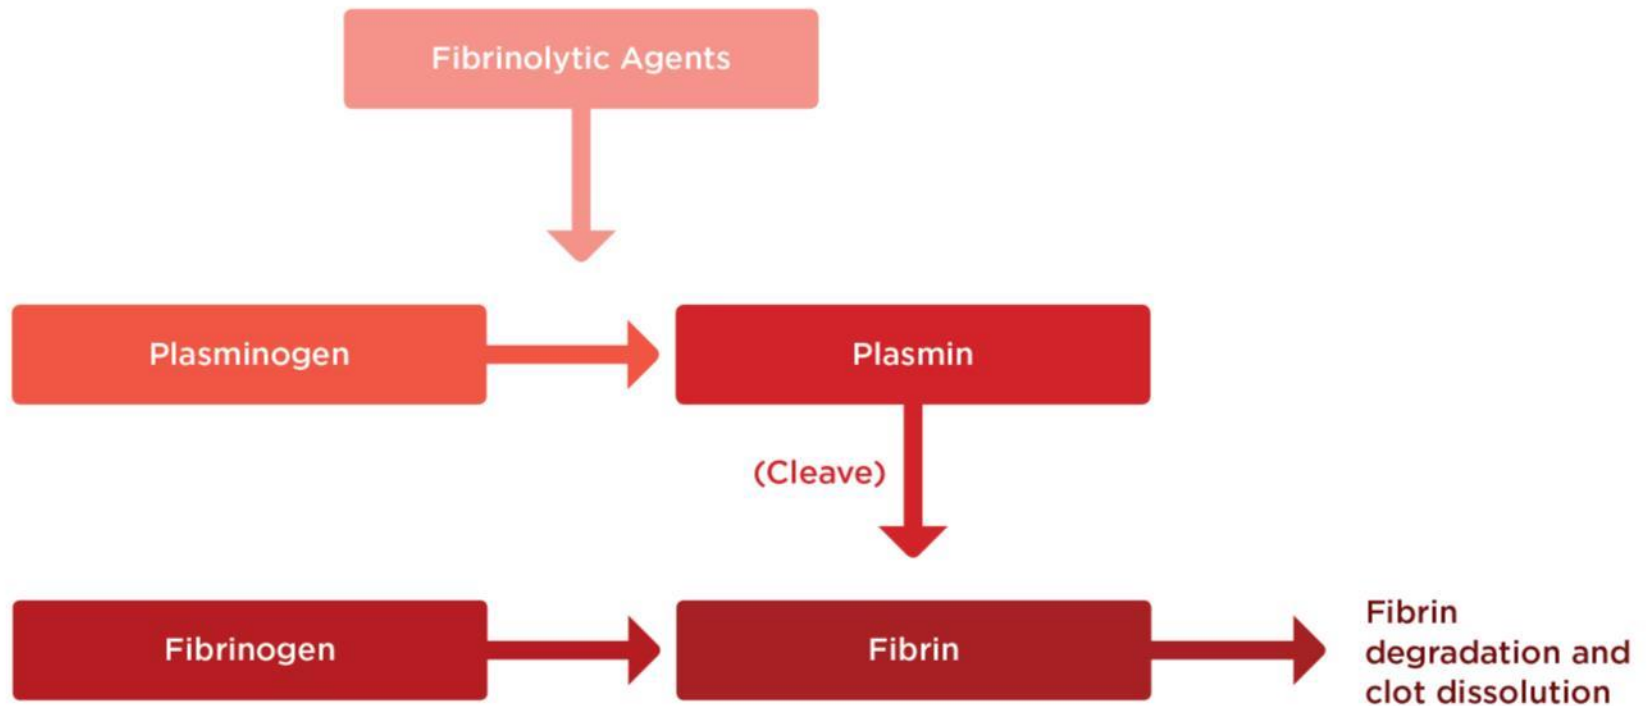 Fibrinolytic Agents
Plasminogen
Plasmin
(Cleave)
Fibrinogen
Fibrin
Fibrin
degradation and
clot dissolution